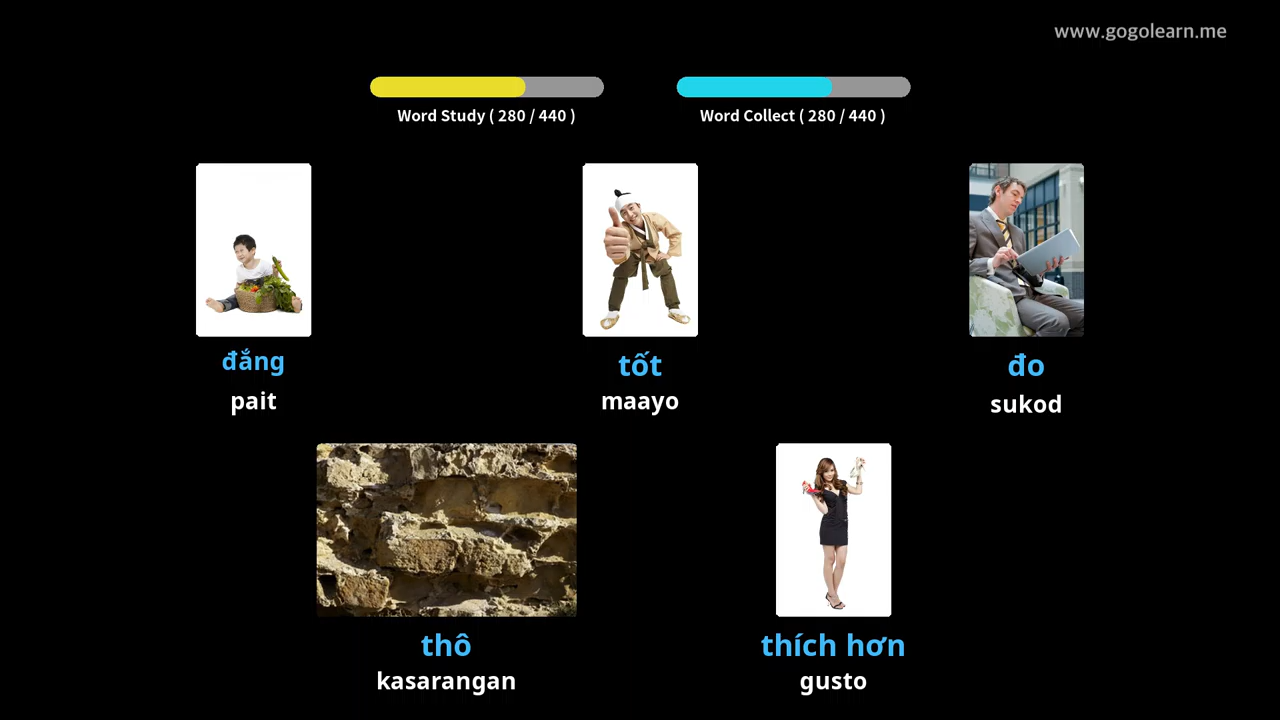 www.gogolearn.me
Word Study ( 280 / 440 )
Word Collect ( 280 / 440 )
đắng
pait
tốt
maayo
đo
sukod
thô
kasarangan
thích hơn
gusto